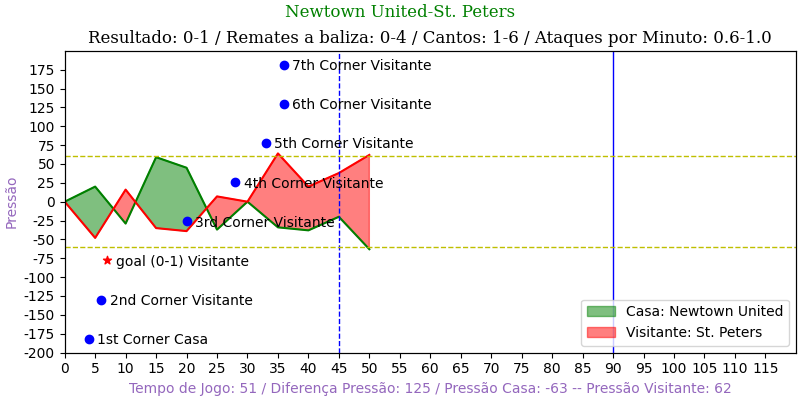 Newtown United-St. Peters
Resultado: 0-1 / Remates a baliza: 0-4 / Cantos: 1-6 / Ataques por Minuto: 0.6-1.0
Pressão
175
150
125
100
75
50
25
0
-25
-50
-75
-100
-125
-150
-175
-200
7th Corner Visitante
6th Corner Visitante
5th Corner Visitante
4th Corner Visitante
3rd Corner Visitante
goal (0-1) Visitante
2nd Corner Visitante
1st Corner Casa
Casa: Newtown United
Visitante: St. Peters
0 5 10 15 20 25 30 35 40 45 50 55 60 65 70 75 80 85 90 95 100 105 110 115
Tempo de Jogo: 51 / Diferença Pressão: 125 / Pressão Casa: -63 -- Pressão Visitante: 62